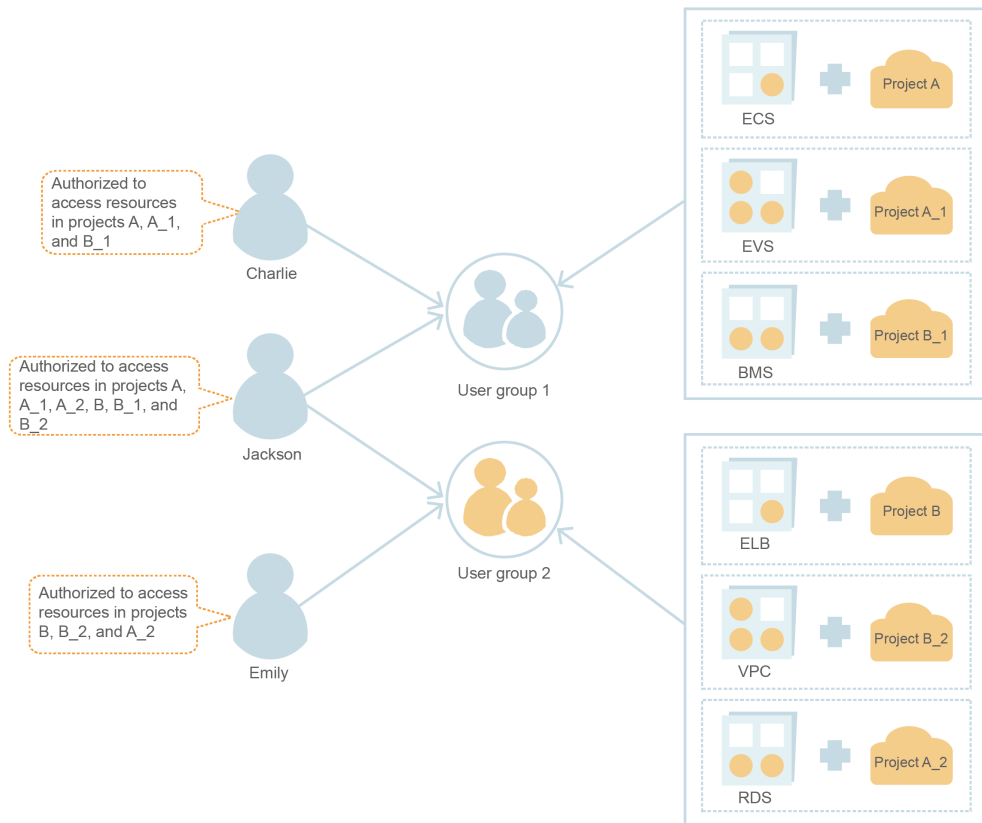 Authorized to
access resources
in projects A, A_1,
and B_1
Charlie
Authorized to access
resources in projects A,
A_1, A_2, B, B_1, and
B_2
Jackson
Authorized to access
resources in projects
B, B_2, and A_2
Emily
User group 1
User group 2
ECS
Project A
EVS
Project A_1
BMS
Project B_1
ELB
Project B
VPC
Project B_2
RDS
Project A_2